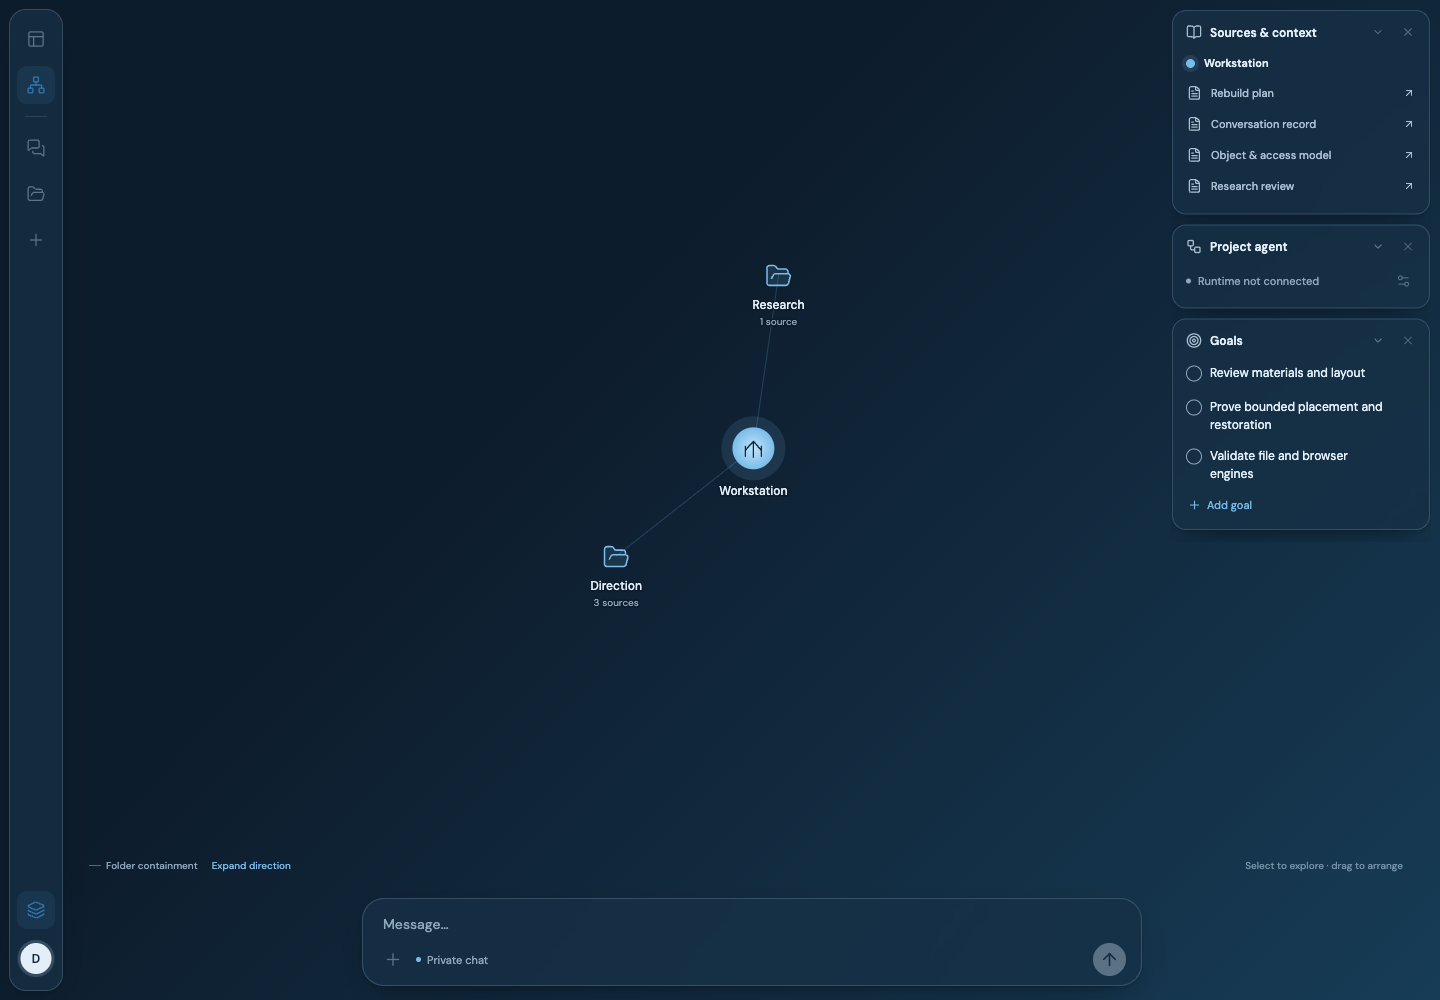 Sources & context
Workstation
Rebuild plan
Conversation record
Object & access model
Research review
Project agent
Runtime not connected
Goals
Review materials and layout
Prove bounded placement and
restoration
Validate file and browser
engines
Add goal
Research
1 source
Workstation
Direction
3 sources
— Folder containment Expand direction
Select to explore · drag to arrange
Message...
Private chat
D